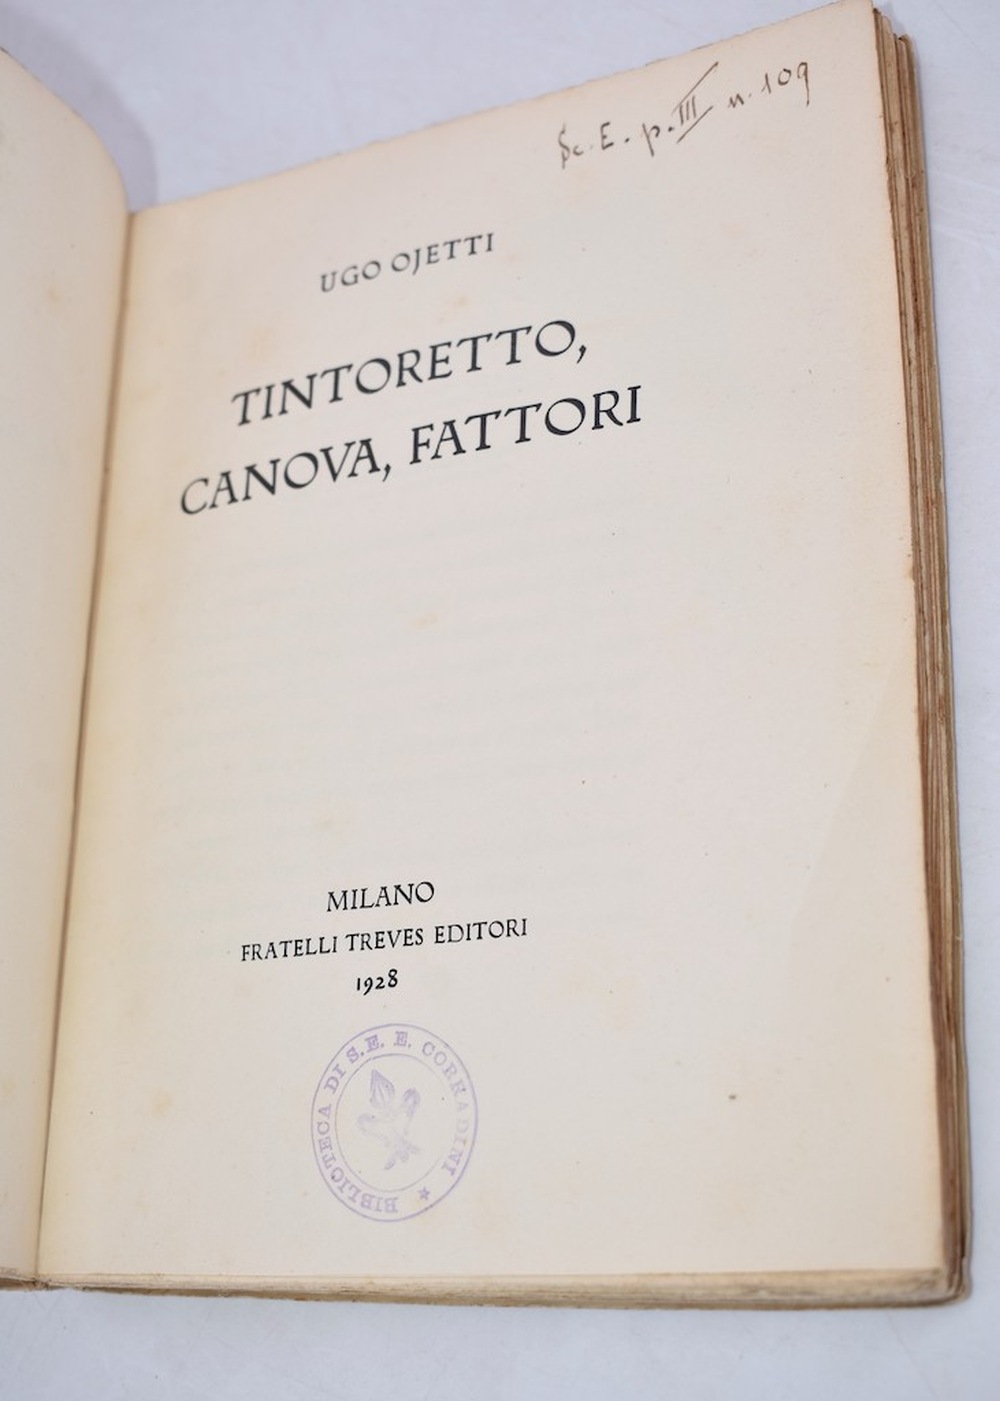 Sc. E. p. III n. 109
UGO OJETTI
TINTORETTO,
CANOVA, FATTORI
MILANO
FRATELLI TREVES EDITORI
1928
BIBLIOTECA DI S.E. E. CORRADINI